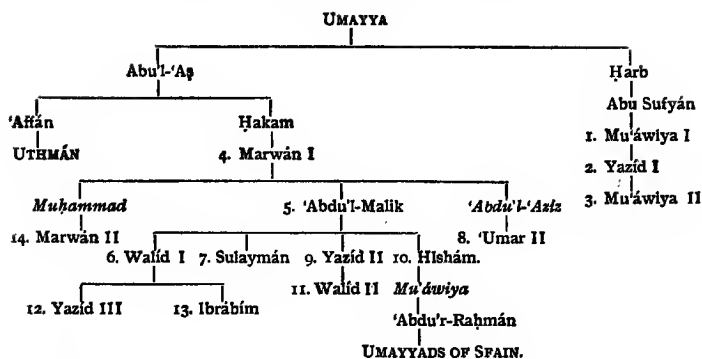 UMAYYA
Abu'l-‘Aṣ Ḥarb
‘Affán Ḥakam Abu Sufyán
UTHMÁN 4. Marwán I 1. Mu‘áwiya I
2. Yazíd I
Muḥammad 5. ‘Abdu'l-Malik ‘Abdu'l-‘Azíz 3. Mu‘áwiya II
14. Marwán II 8. ‘Umar II
6. Walíd I 7. Sulaymán 9. Yazíd II 10. Hishám.
11. Walíd II Mu‘áwiya
12. Yazíd III 13. Ibráhím
‘Abdu'r-Raḥmán
UMAYYADS OF SPAIN.